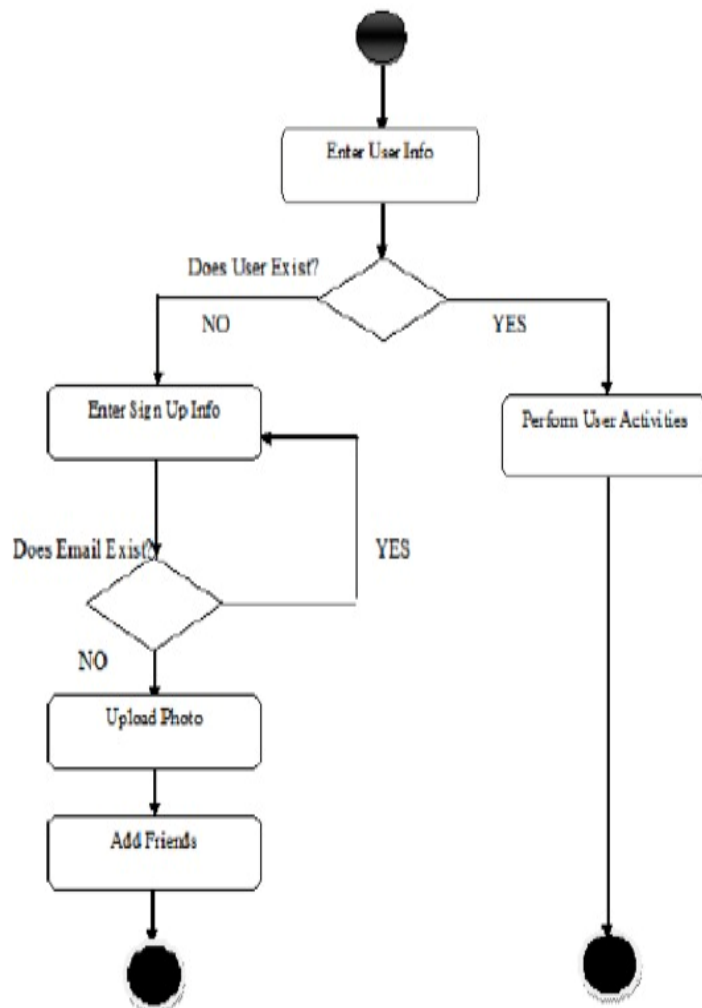 Enter User Info
Does User Exist?
NO
YES
Enter Sign Up Info
Perform User Activities
Does Email Exist?
YES
NO
Upload Photo
Add Friends